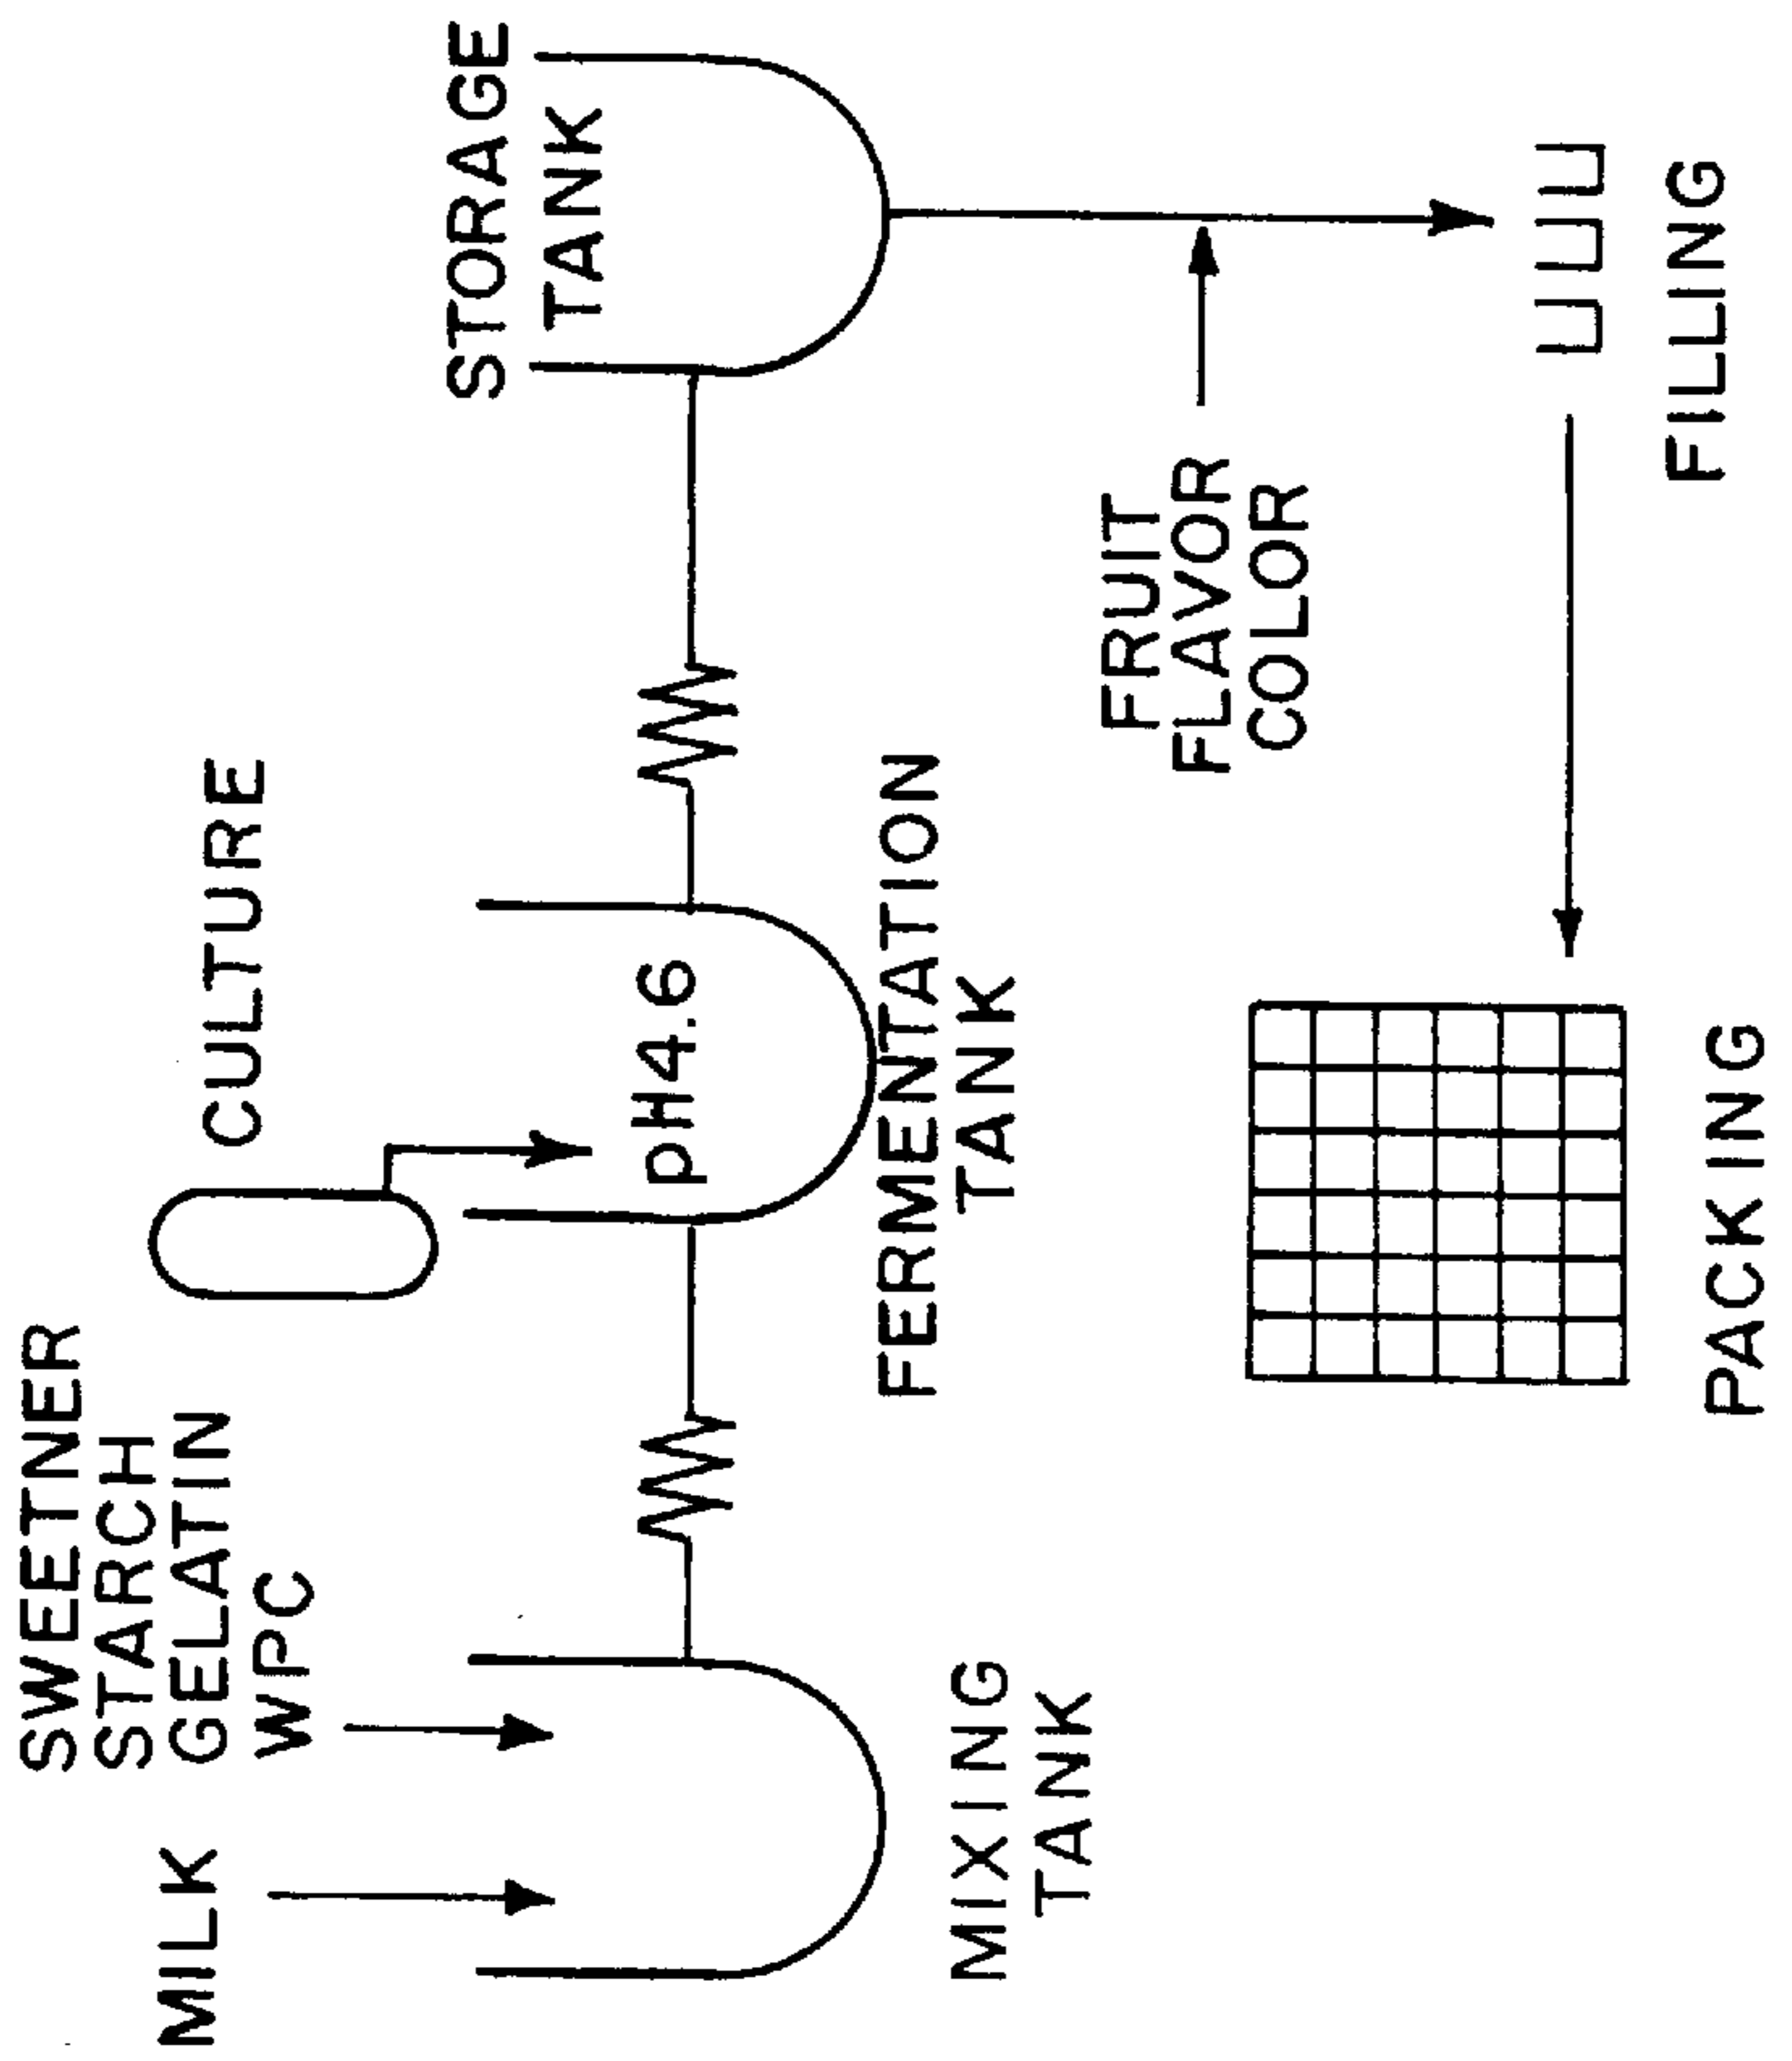 MILK
SWEETNER
STARCH
GELATIN
WPC
CULTURE
STORAGE
TANK
pH4.6
MIXING
TANK
FERMENTATION
TANK
FRUIT
FLAVOR
COLOR
PACKING
FILLING